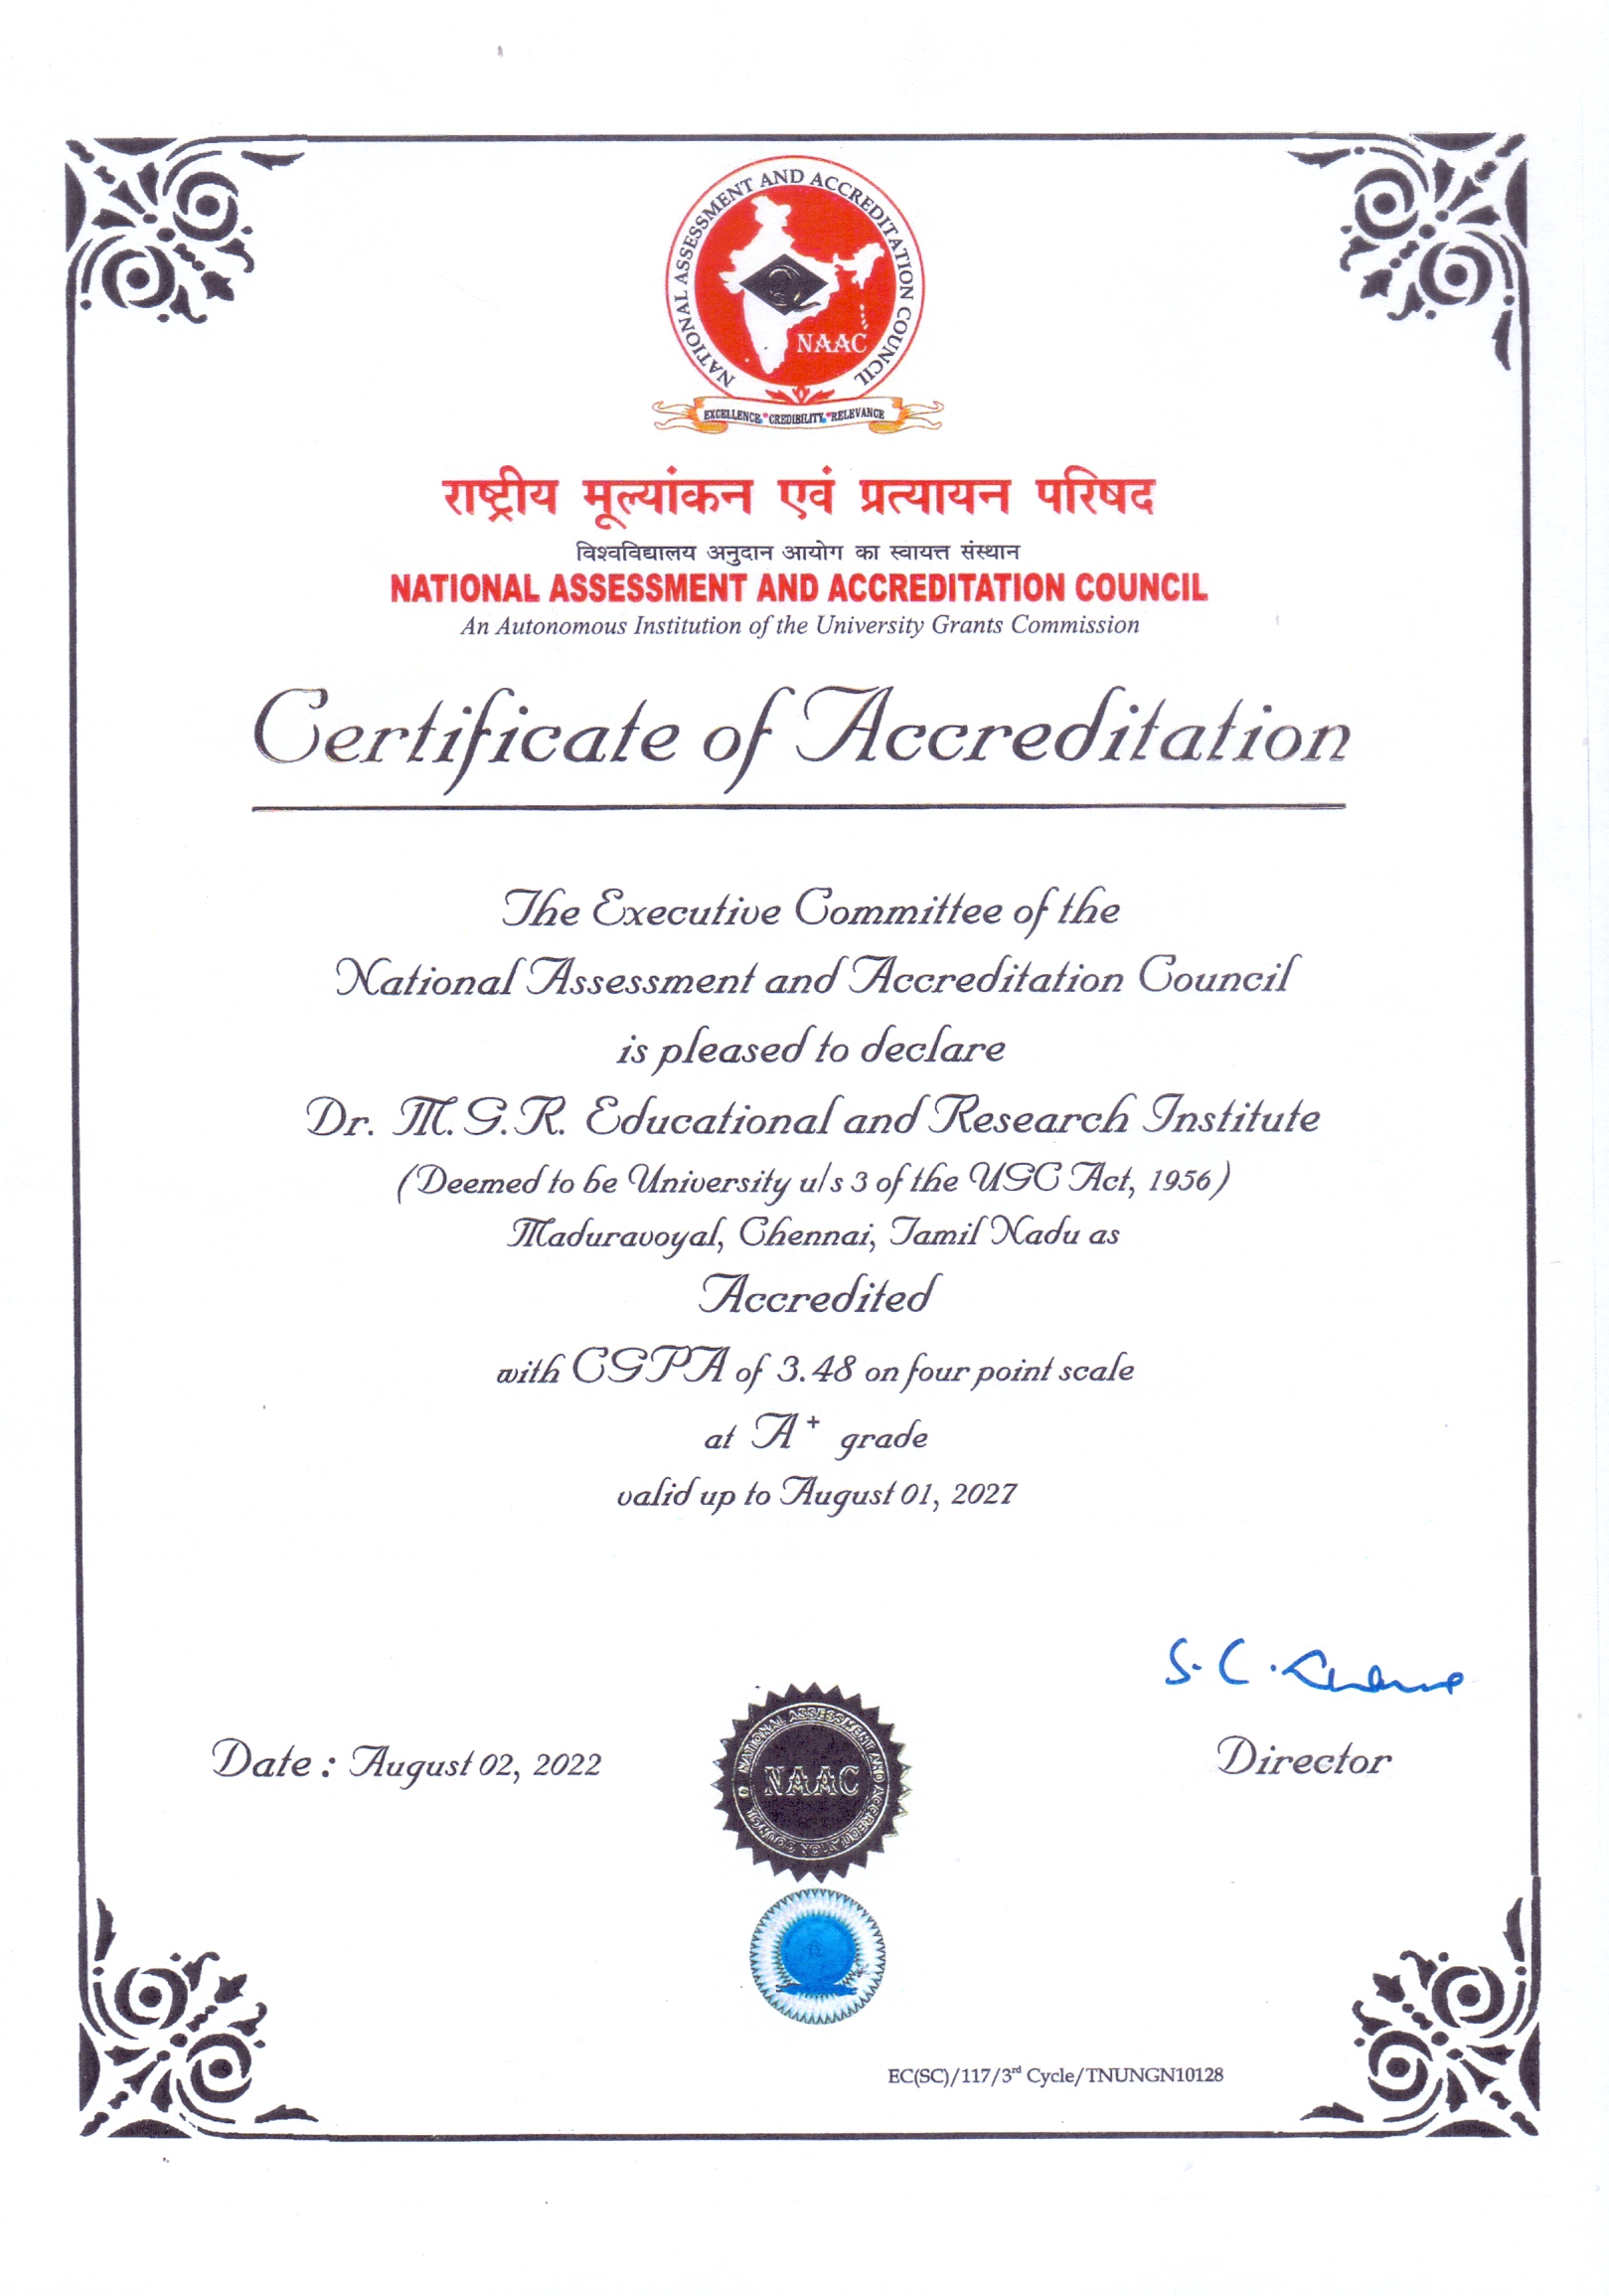 NATIONAL ASSESSMENT AND ACCREDITATION COUNCIL
NAAC
EXCELLENCE * CREDIBILITY * RELEVANCE
राष्ट्रीय मूल्यांकन एवं प्रत्यायन परिषद
विश्वविद्यालय अनुदान आयोग का स्वायत्त संस्थान
NATIONAL ASSESSMENT AND ACCREDITATION COUNCIL
An Autonomous Institution of the University Grants Commission
Certificate of Accreditation
The Executive Committee of the
National Assessment and Accreditation Council
is pleased to declare
Dr. M.G.R. Educational and Research Institute
(Deemed to be University u/s 3 of the UGC Act, 1956)
Maduravoyal, Chennai, Tamil Nadu as
Accredited
with CGPA of 3.48 on four point scale
at A+ grade
valid up to August 01, 2027
S. C.
Date : August 02, 2022
NATIONAL ASSESSMENT AND ACCREDITATION COUNCIL
NAAC
Director
EC(SC)/117/3rd Cycle/TNUNGN10128